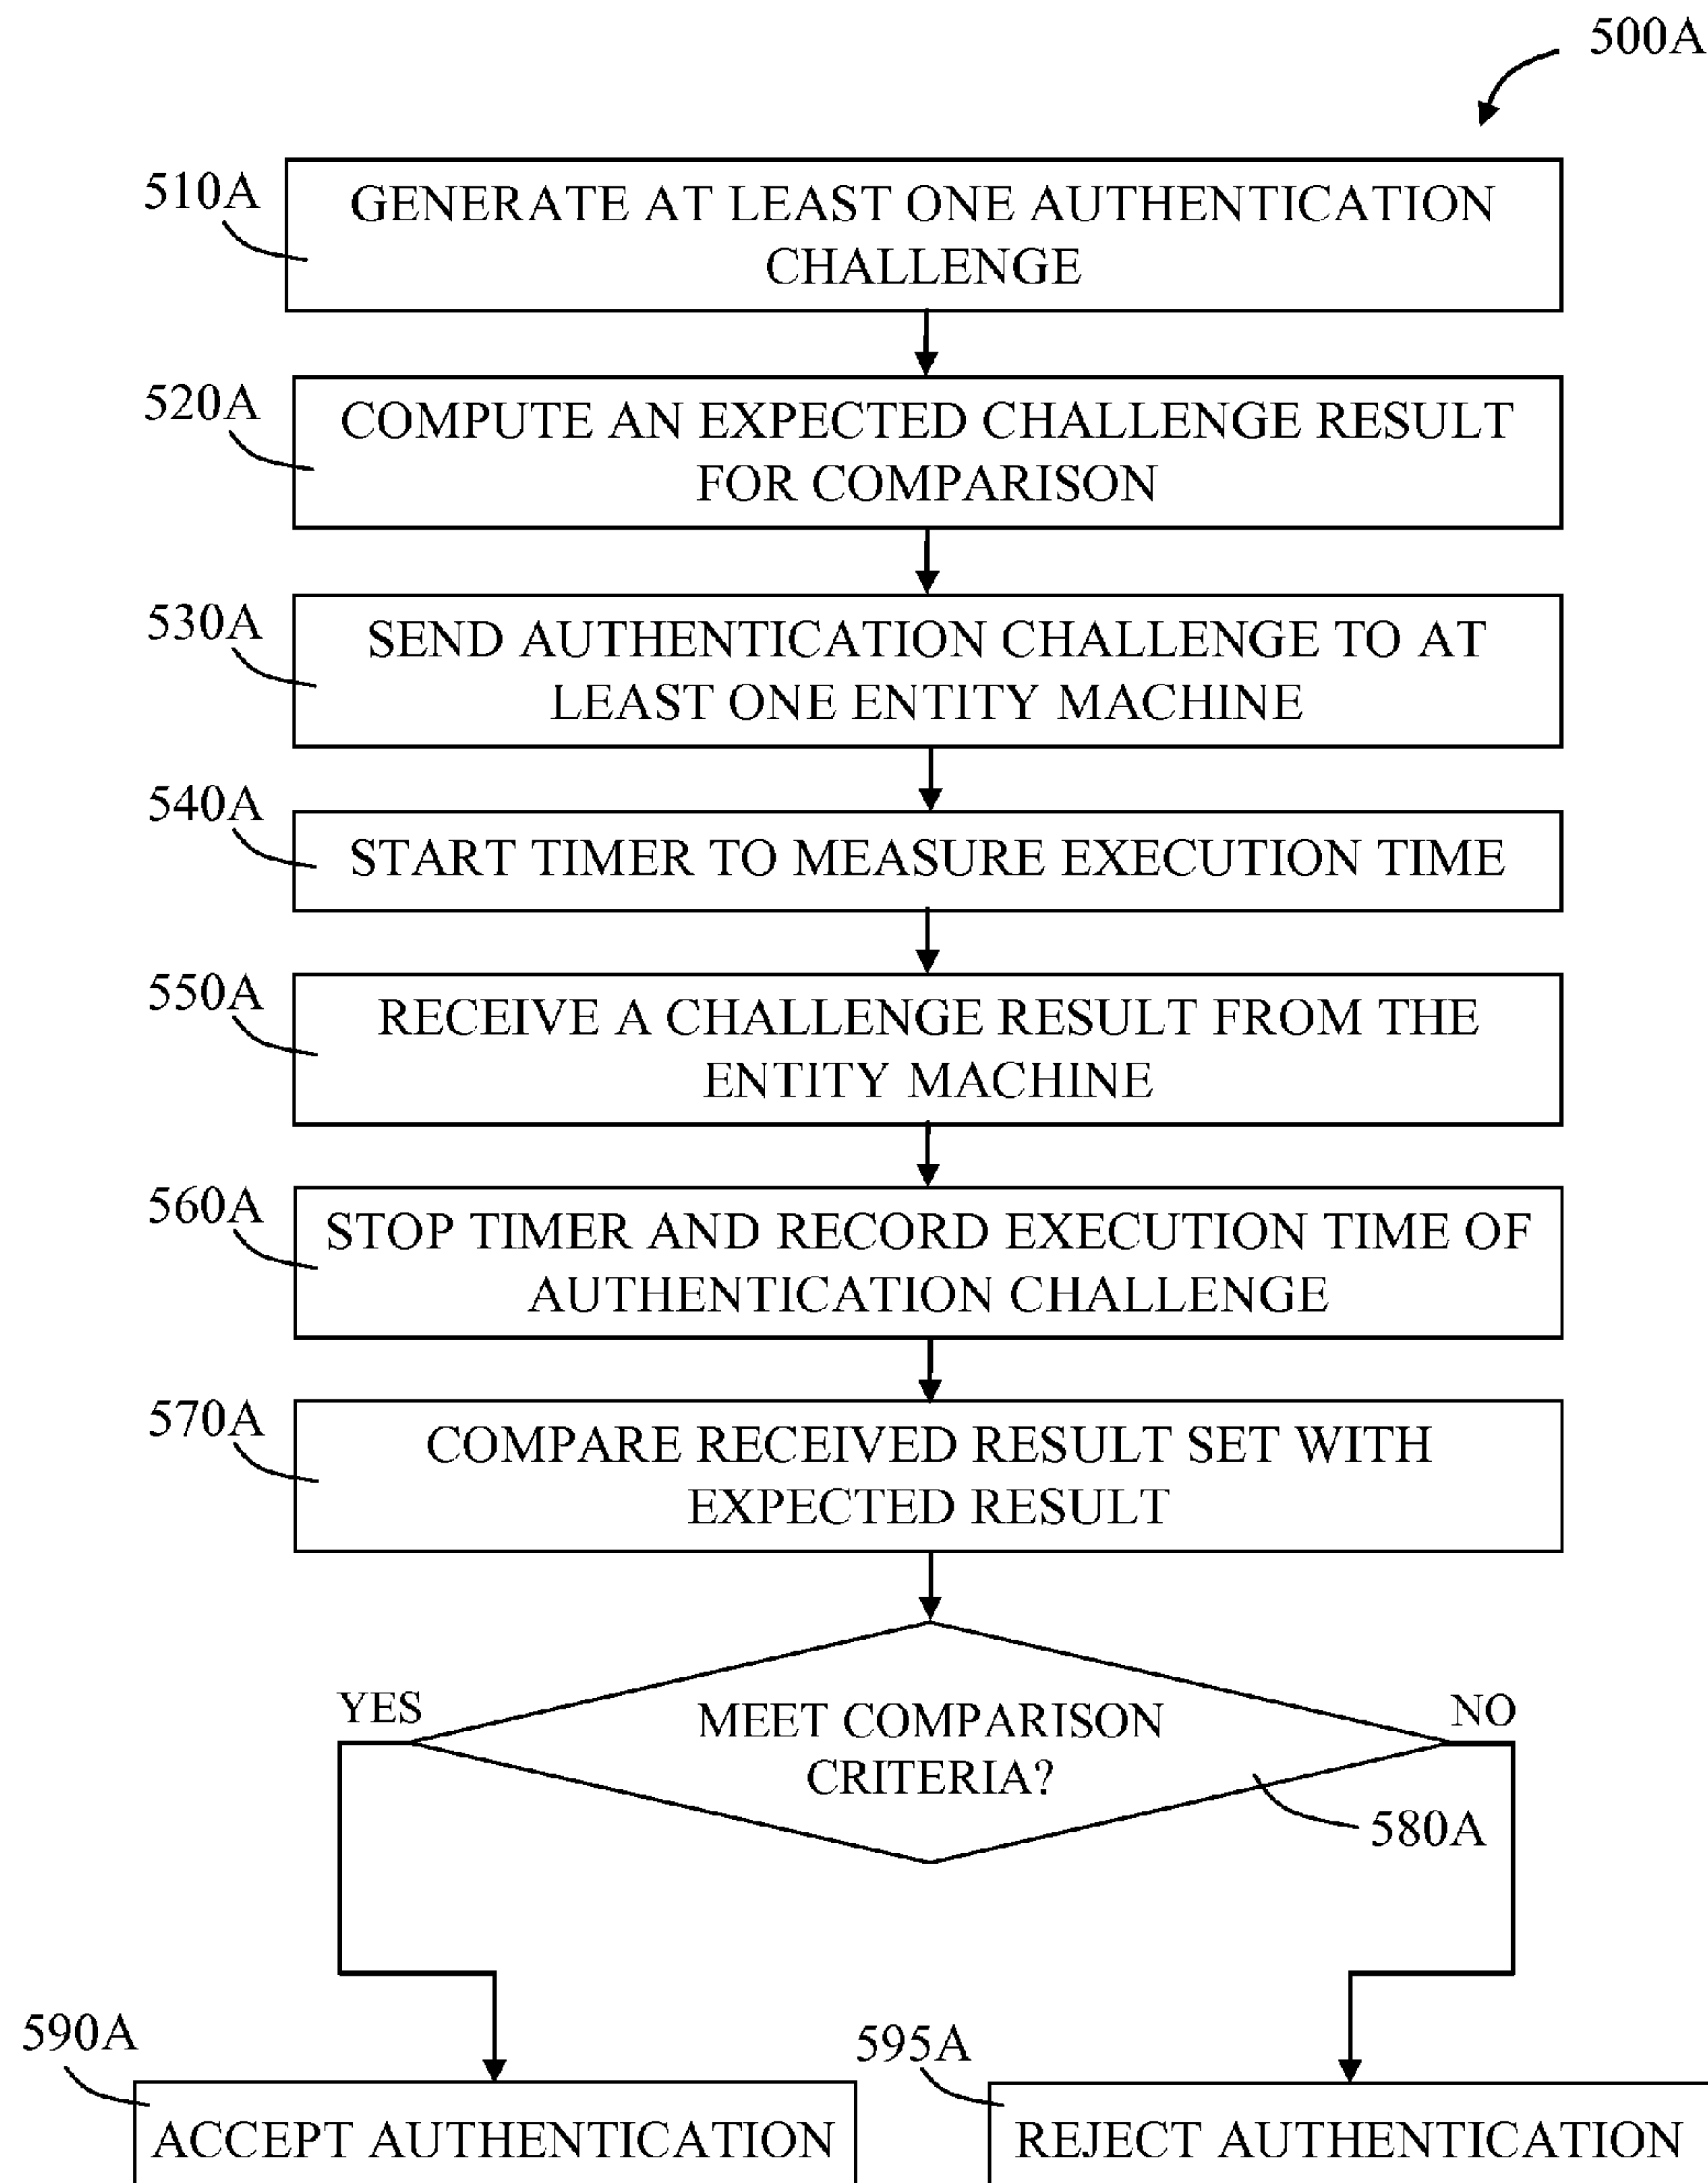 500A
510A
GENERATE AT LEAST ONE AUTHENTICATION
CHALLENGE
520A
COMPUTE AN EXPECTED CHALLENGE RESULT
FOR COMPARISON
530A
SEND AUTHENTICATION CHALLENGE TO AT
LEAST ONE ENTITY MACHINE
540A
START TIMER TO MEASURE EXECUTION TIME
550A
RECEIVE A CHALLENGE RESULT FROM THE
ENTITY MACHINE
560A
STOP TIMER AND RECORD EXECUTION TIME OF
AUTHENTICATION CHALLENGE
570A
COMPARE RECEIVED RESULT SET WITH
EXPECTED RESULT
YES
MEET COMPARISON
CRITERIA?
NO
580A
590A
ACCEPT AUTHENTICATION
595A
REJECT AUTHENTICATION